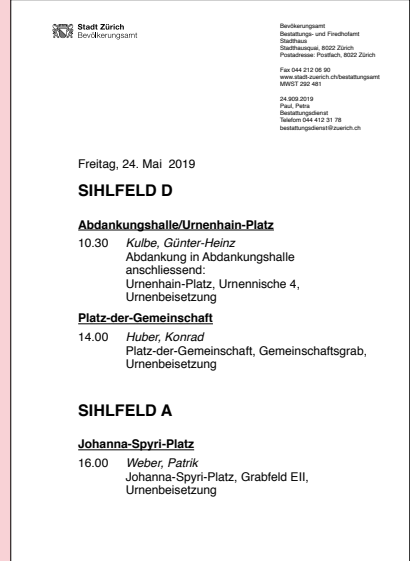 Stadt Zürich
Bevölkerungsamt
Bevökerungsamt
Bestattungs- und Firedhofamt
Stadthaus
Stadthausquai, 8022 Zürich
Postadresse: Postfach, 8022 Zürich
Fax 044 212 06 90
www.stadt-zuerich.ch/bestattungsamt
MWST 292 481
24.909.2019
Paul, Petra
Bestattungsdienst
Telefom 044 412 31 78
bestattungsdienst@zuerich.ch
Freitag, 24. Mai 2019
SIHLFELD D
Abdankungshalle/Urnenhain-Platz
10.30 Kulbe, Günter-Heinz
Abdankung in Abdankungshalle
anschliessend:
Urnenhain-Platz, Urnennische 4,
Urnenbeisetzung
Platz-der-Gemeinschaft
14.00 Huber, Konrad
Platz-der-Gemeinschaft, Gemeinschaftsgrab,
Urnenbeisetzung
SIHLFELD A
Johanna-Spyri-Platz
16.00 Weber, Patrik
Johanna-Spyri-Platz, Grabfeld EII,
Urnenbeisetzung